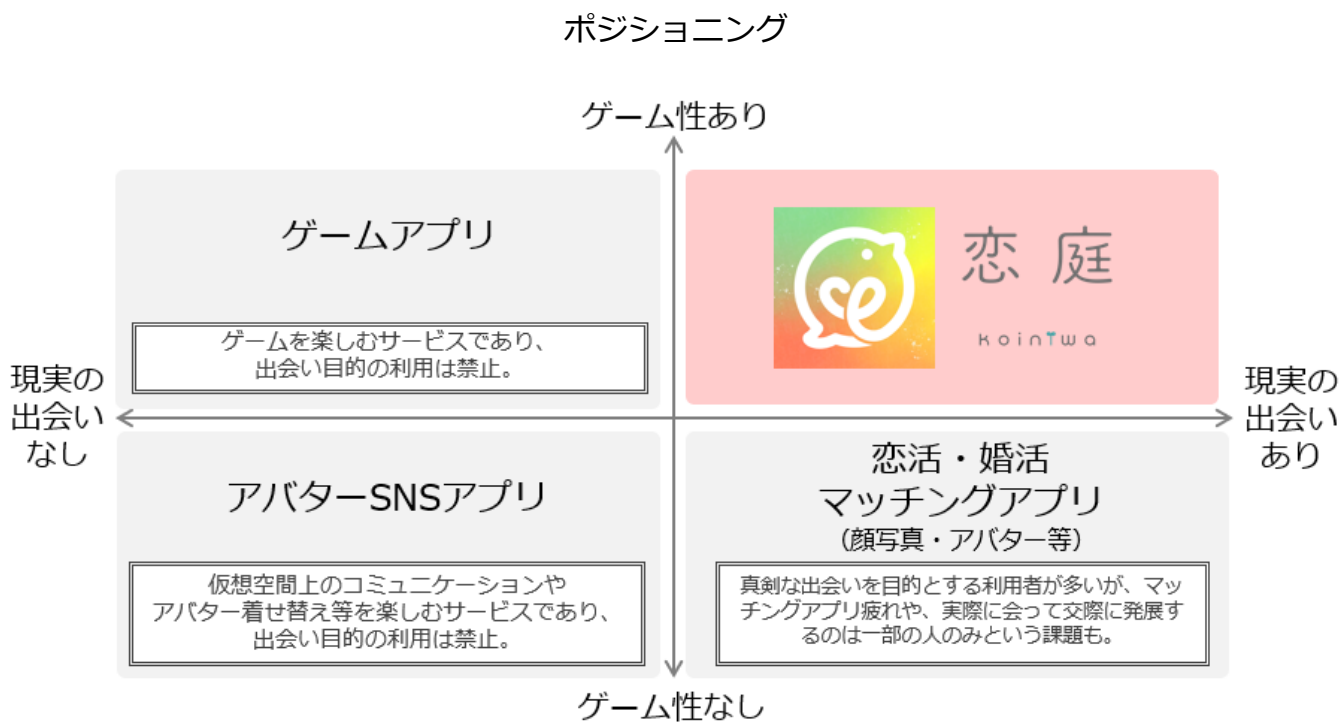 ポジショニング
ゲーム性あり
ゲームアプリ
ゲームを楽しむサービスであり、
出会い目的の利用は禁止。
恋庭
koiniwa
現実の
出会い
なし
現実の
出会い
あり
アバターSNSアプリ
仮想空間上のコミュニケーションや
アバター着せ替え等を楽しむサービスであり、
出会い目的の利用は禁止。
恋活・婚活
マッチングアプリ
（顔写真・アバター等）
真剣な出会いを目的とする利用者が多いが、マッ
チングアプリ疲れや、実際に会って交際に発展す
るのは一部の人のみという課題も。
ゲーム性なし